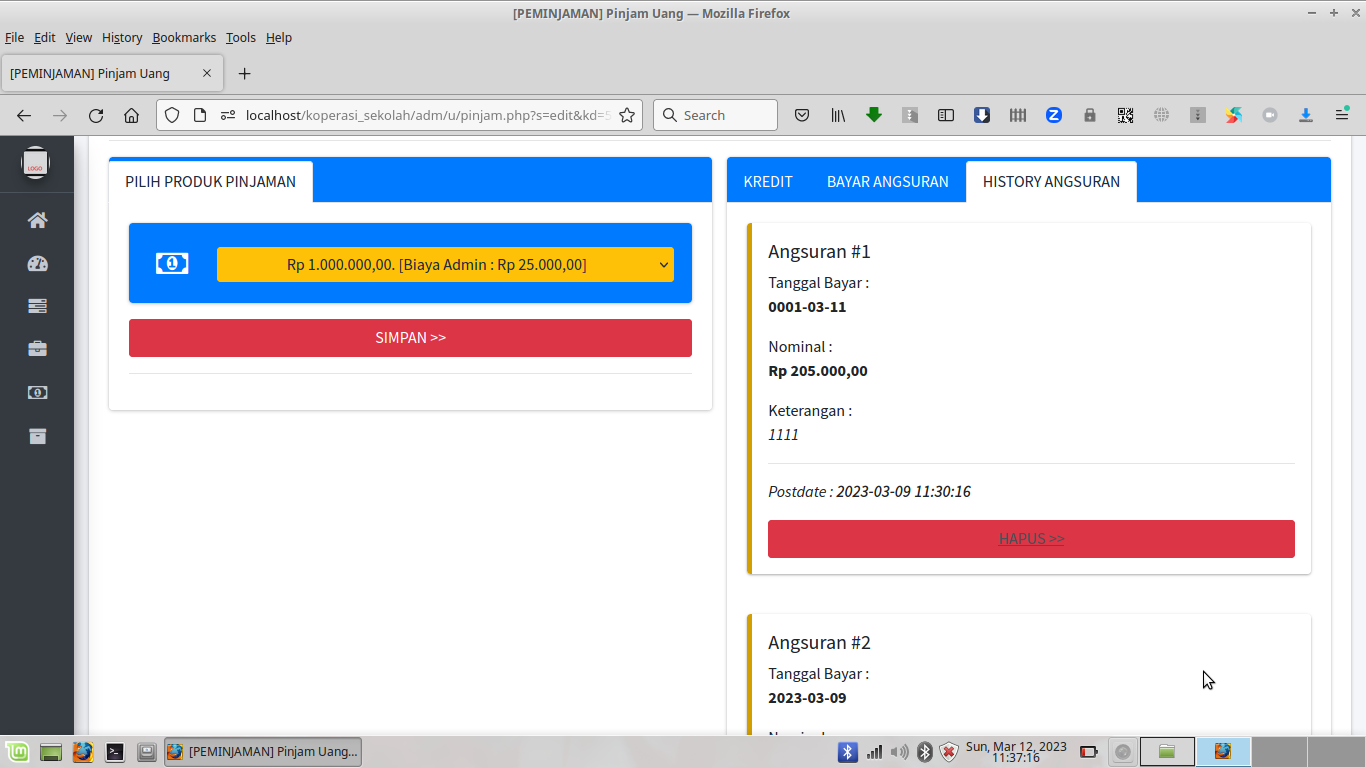 [PEMINJAMAN] Pinjam Uang — Mozilla Firefox
File Edit View History Bookmarks Tools Help
[PEMINJAMAN] Pinjam Uang
localhost/koperasi_sekolah/adm/u/pinjam.php?s=edit&kd=5
Search
LOGO
PILIH PRODUK PINJAMAN
Rp 1.000.000,00. [Biaya Admin : Rp 25.000,00]
SIMPAN >>
KREDIT BAYAR ANGSURAN HISTORY ANGSURAN
Angsuran #1
Tanggal Bayar :
0001-03-11
Nominal :
Rp 205.000,00
Keterangan :
1111
Postdate : 2023-03-09 11:30:16
HAPUS >>
Angsuran #2
Tanggal Bayar :
2023-03-09
[PEMINJAMAN] Pinjam Uang...
Sun, Mar 12, 2023
11:37:16